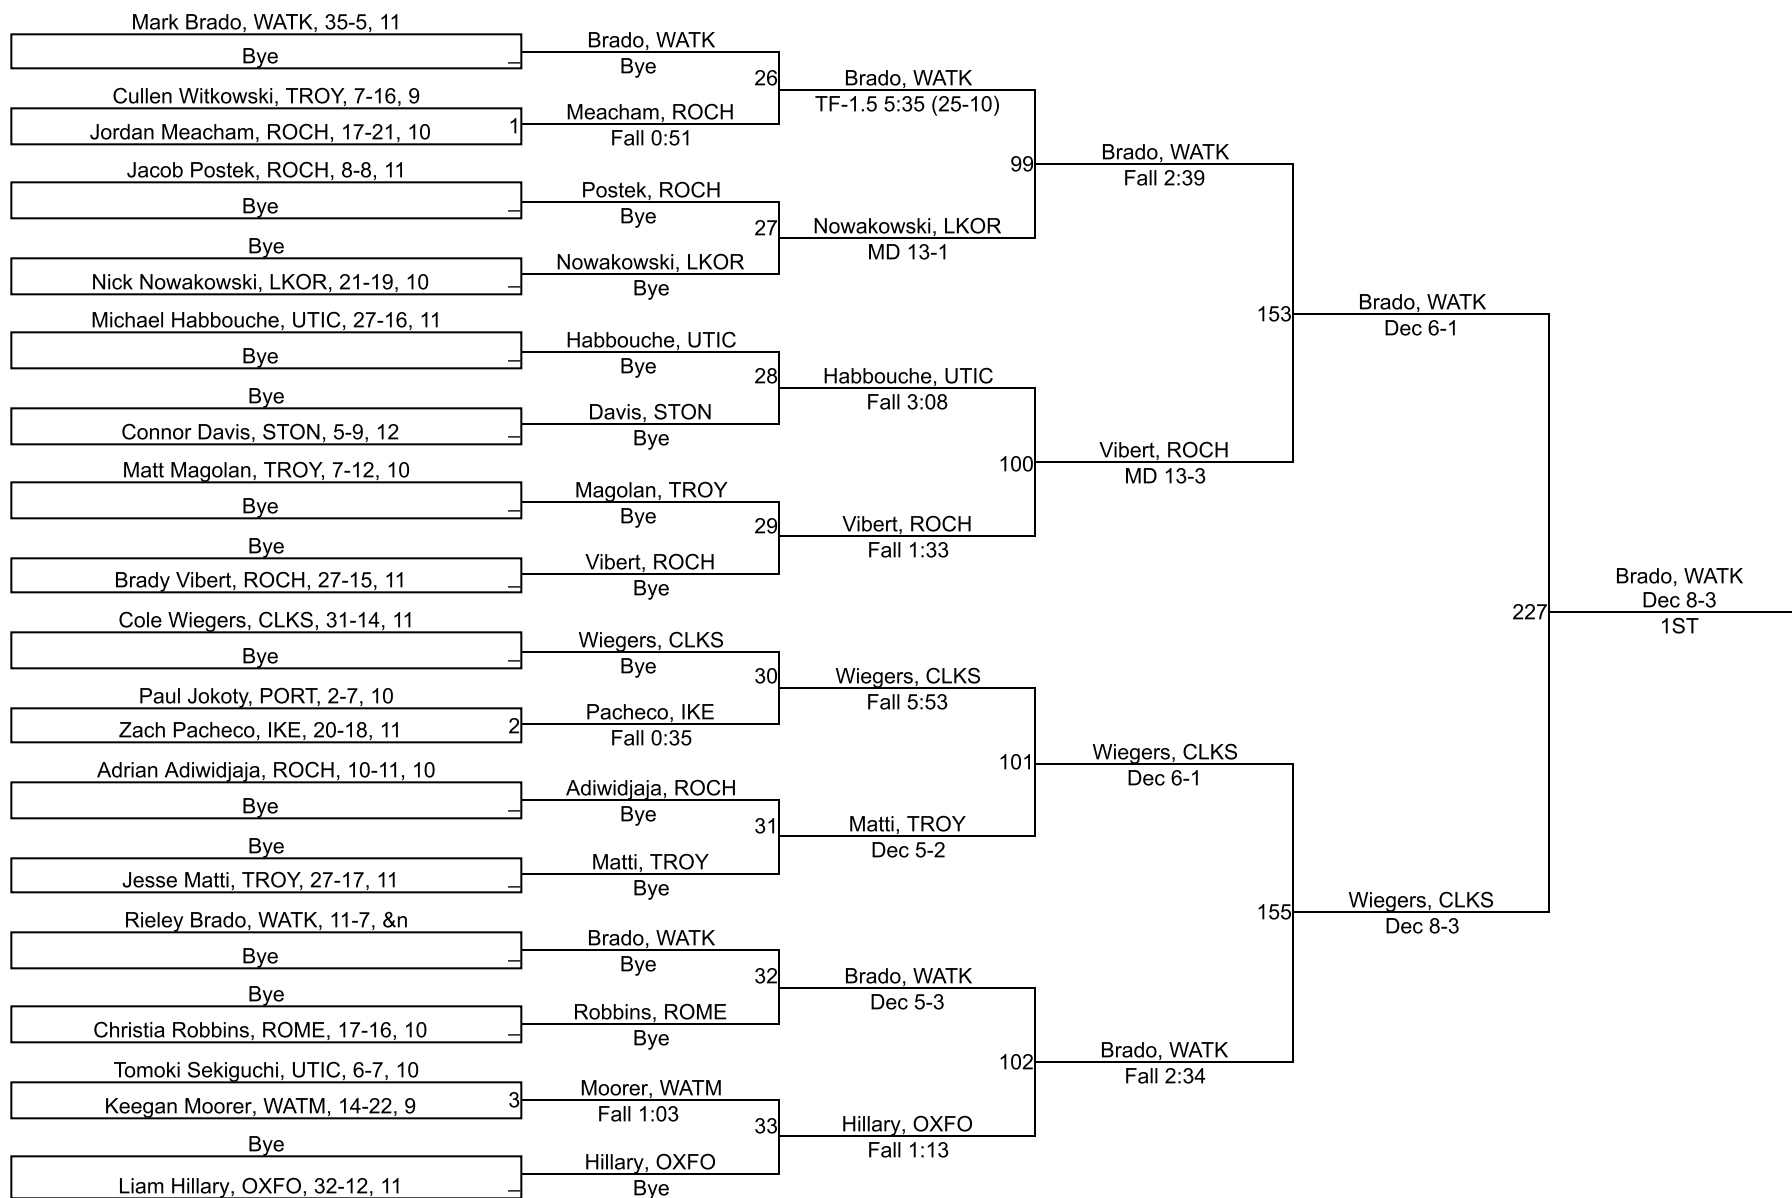 Mark Brado, WATK, 35-5, 11
Bye
Cullen Witkowski, TROY, 7-16, 9
Jordan Meacham, ROCH, 17-21, 10
1
Jacob Postek, ROCH, 8-8, 11
Bye
Bye
Nick Nowakowski, LKOR, 21-19, 10
Michael Habbouche, UTIC, 27-16, 11
Bye
Bye
Connor Davis, STON, 5-9, 12
Matt Magolan, TROY, 7-12, 10
Bye
Bye
Brady Vibert, ROCH, 27-15, 11
Cole Wiegers, CLKS, 31-14, 11
Bye
Paul Jokoty, PORT, 2-7, 10
Zach Pacheco, IKE, 20-18, 11
2
Adrian Adiwidjaja, ROCH, 10-11, 10
Bye
Bye
Jesse Matti, TROY, 27-17, 11
Rieley Brado, WATK, 11-7, &n
Bye
Bye
Christia Robbins, ROME, 17-16, 10
Tomoki Sekiguchi, UTIC, 6-7, 10
Keegan Moorer, WATM, 14-22, 9
3
Bye
Liam Hillary, OXFO, 32-12, 11
Brado, WATK
Bye
26
Meacham, ROCH
Fall 0:51
Postek, ROCH
Bye
27
Nowakowski, LKOR
Bye
Habbouche, UTIC
Bye
28
Davis, STON
Bye
Magolan, TROY
Bye
29
Vibert, ROCH
Bye
Wiegers, CLKS
Bye
30
Pacheco, IKE
Fall 0:35
Adiwidjaja, ROCH
Bye
31
Matti, TROY
Bye
Brado, WATK
Bye
32
Robbins, ROME
Bye
Moorer, WATM
Fall 1:03
33
Hillary, OXFO
Bye
Brado, WATK
TF-1.5 5:35 (25-10)
99
Nowakowski, LKOR
MD 13-1
Habbouche, UTIC
Fall 3:08
100
Vibert, ROCH
Fall 1:33
Wiegers, CLKS
Fall 5:53
101
Matti, TROY
Dec 5-2
Brado, WATK
Dec 5-3
102
Hillary, OXFO
Fall 1:13
Brado, WATK
Fall 2:39
153
Vibert, ROCH
MD 13-3
Wiegers, CLKS
Dec 6-1
155
Brado, WATK
Fall 2:34
Brado, WATK
Dec 6-1
227
Wiegers, CLKS
Dec 8-3
Brado, WATK
Dec 8-3
1ST